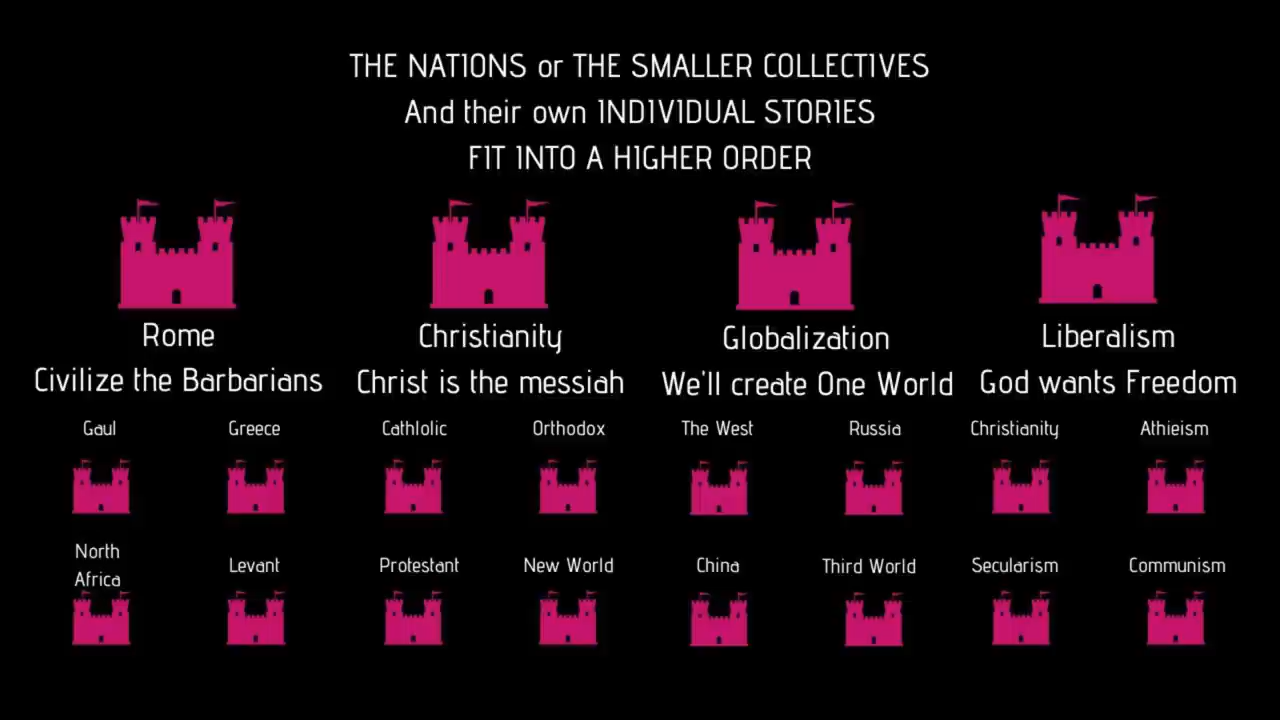 THE NATIONS or THE SMALLER COLLECTIVES
And their own INDIVIDUAL STORIES
FIT INTO A HIGHER ORDER
Rome
Civilize the Barbarians
Christianity
Christ is the messiah
Globalization
We'll create One World
Liberalism
God wants Freedom
Gaul
Greece
Cathlolic
Orthodox
The West
Russia
Christianity
Athieism
North
Africa
Levant
Protestant
New World
China
Third World
Secularism
Communism